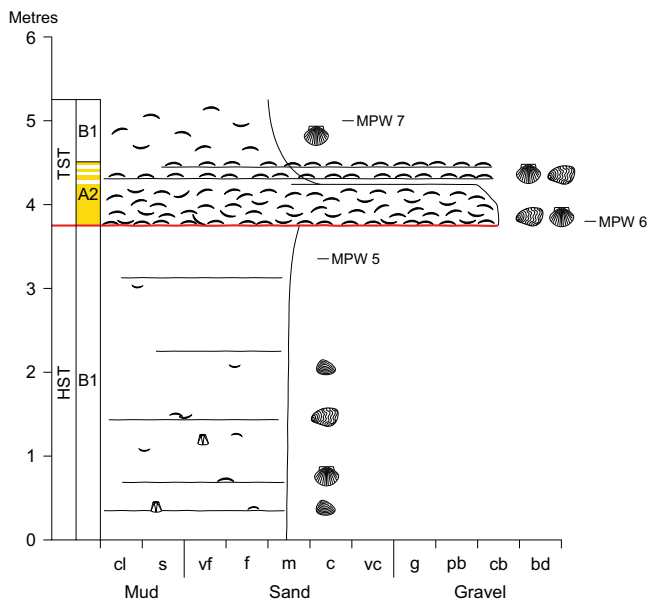 Metres
6
5
4
3
2
1
0
TST
HST
B1
A2
B1
MPW 7
MPW 6
MPW 5
cl s vf f m c vc g pb cb bd
Mud Sand Gravel